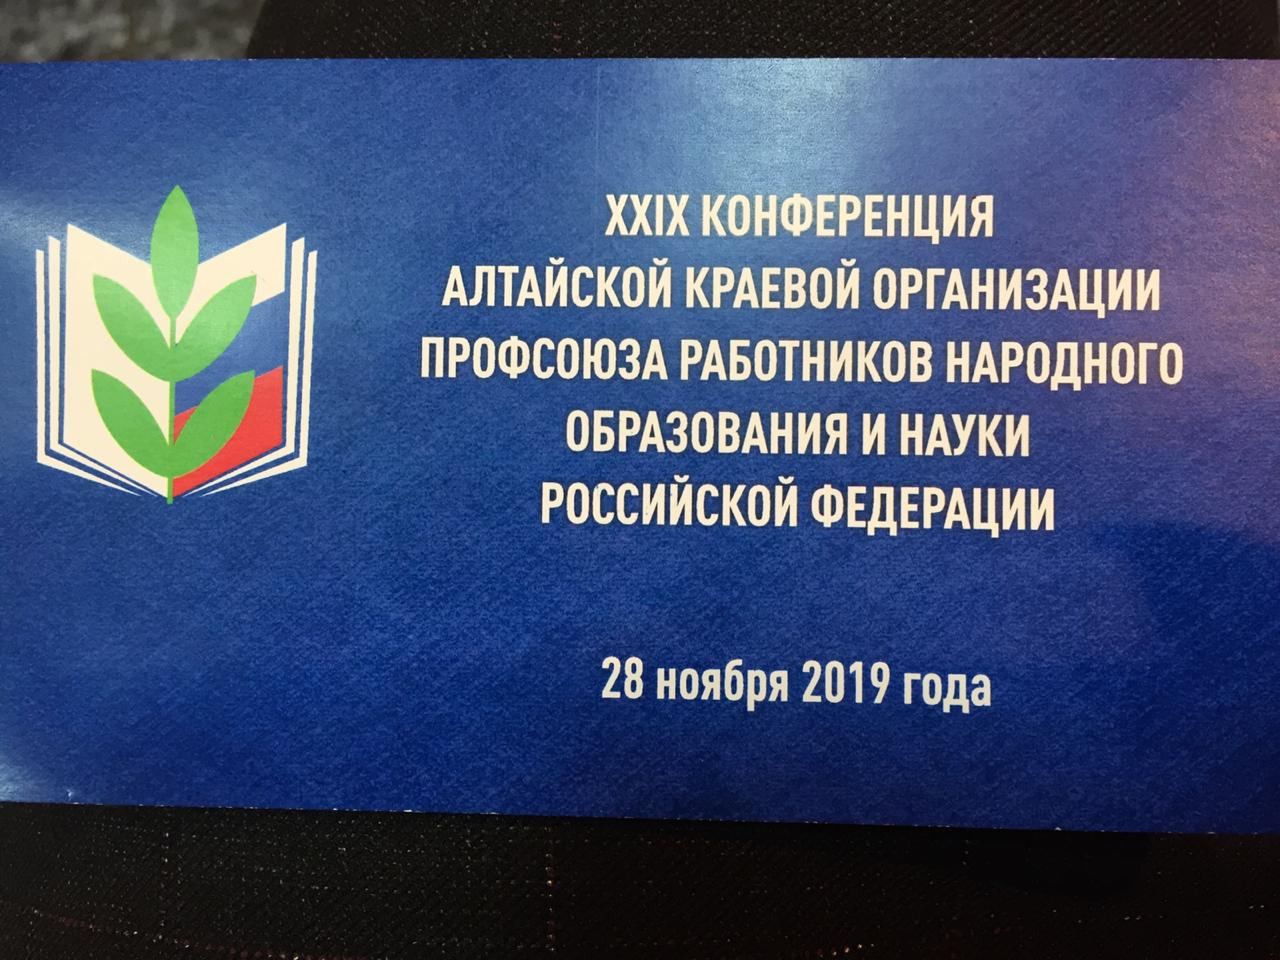 XXIX КОНФЕРЕНЦИЯ
АЛТАЙСКОЙ КРАЕВОЙ ОРГАНИЗАЦИИ
ПРОФСОЮЗА РАБОТНИКОВ НАРОДНОГО
ОБРАЗОВАНИЯ И НАУКИ
РОССИЙСКОЙ ФЕДЕРАЦИИ
28 ноября 2019 года